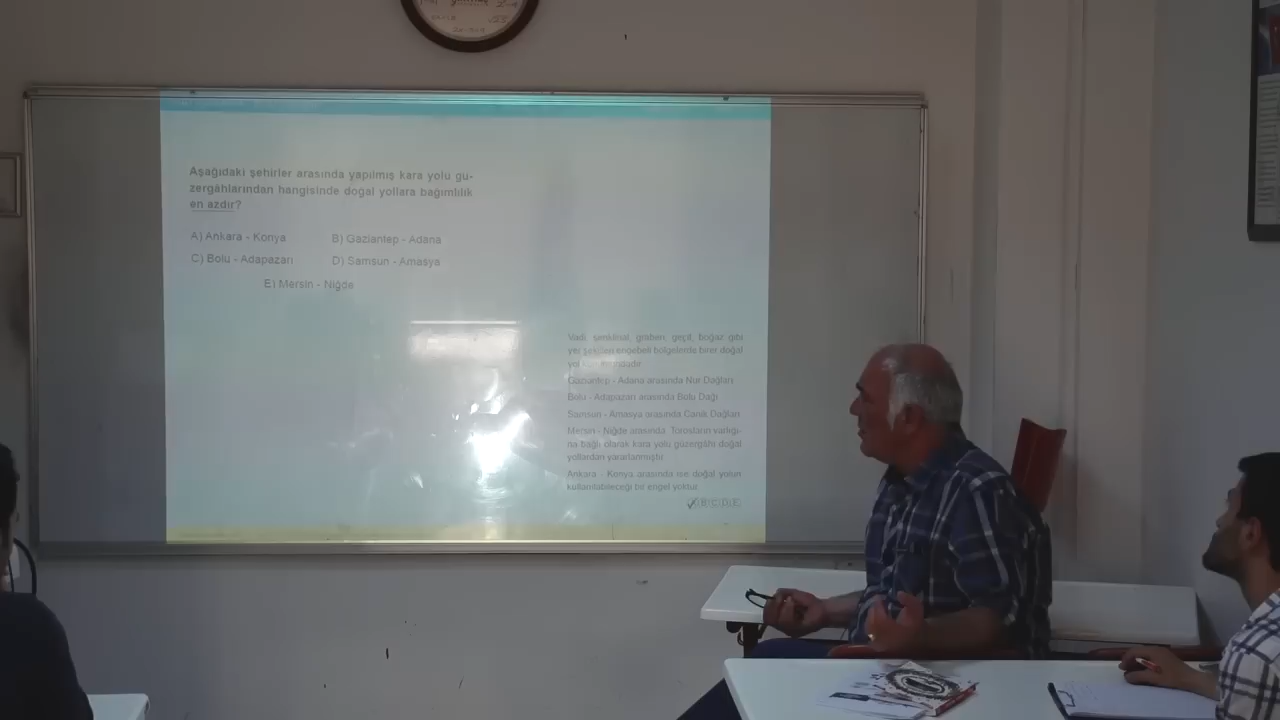 Aşağıdaki şehirler arasında yapılmış kara yolu gü-
zergâhlarından hangisinde doğal yollara bağımlılık
en azdır?
A) Ankara - Konya
B) Gaziantep - Adana
C) Bolu - Adapazarı
D) Samsun - Amasya
E) Mersin - Niğde
Vadi, senklinal, graben, geçit, boğaz gibi
yer şekilleri engebeli bölgelerde birer doğal
yol
Gaziantep - Adana arasında Nur Dağları
Bolu - Adapazarı arasında Bolu Dağı
Samsun - Amasya arasında Canik Dağları
Mersin - Niğde arasında Torosların varlığı-
na bağlı olarak kara yolu güzergâhı doğal
yollardan yararlanmıştır.
Ankara - Konya arasında ise doğal yolun
kullanılabileceği bir engel yoktur.
B C D E